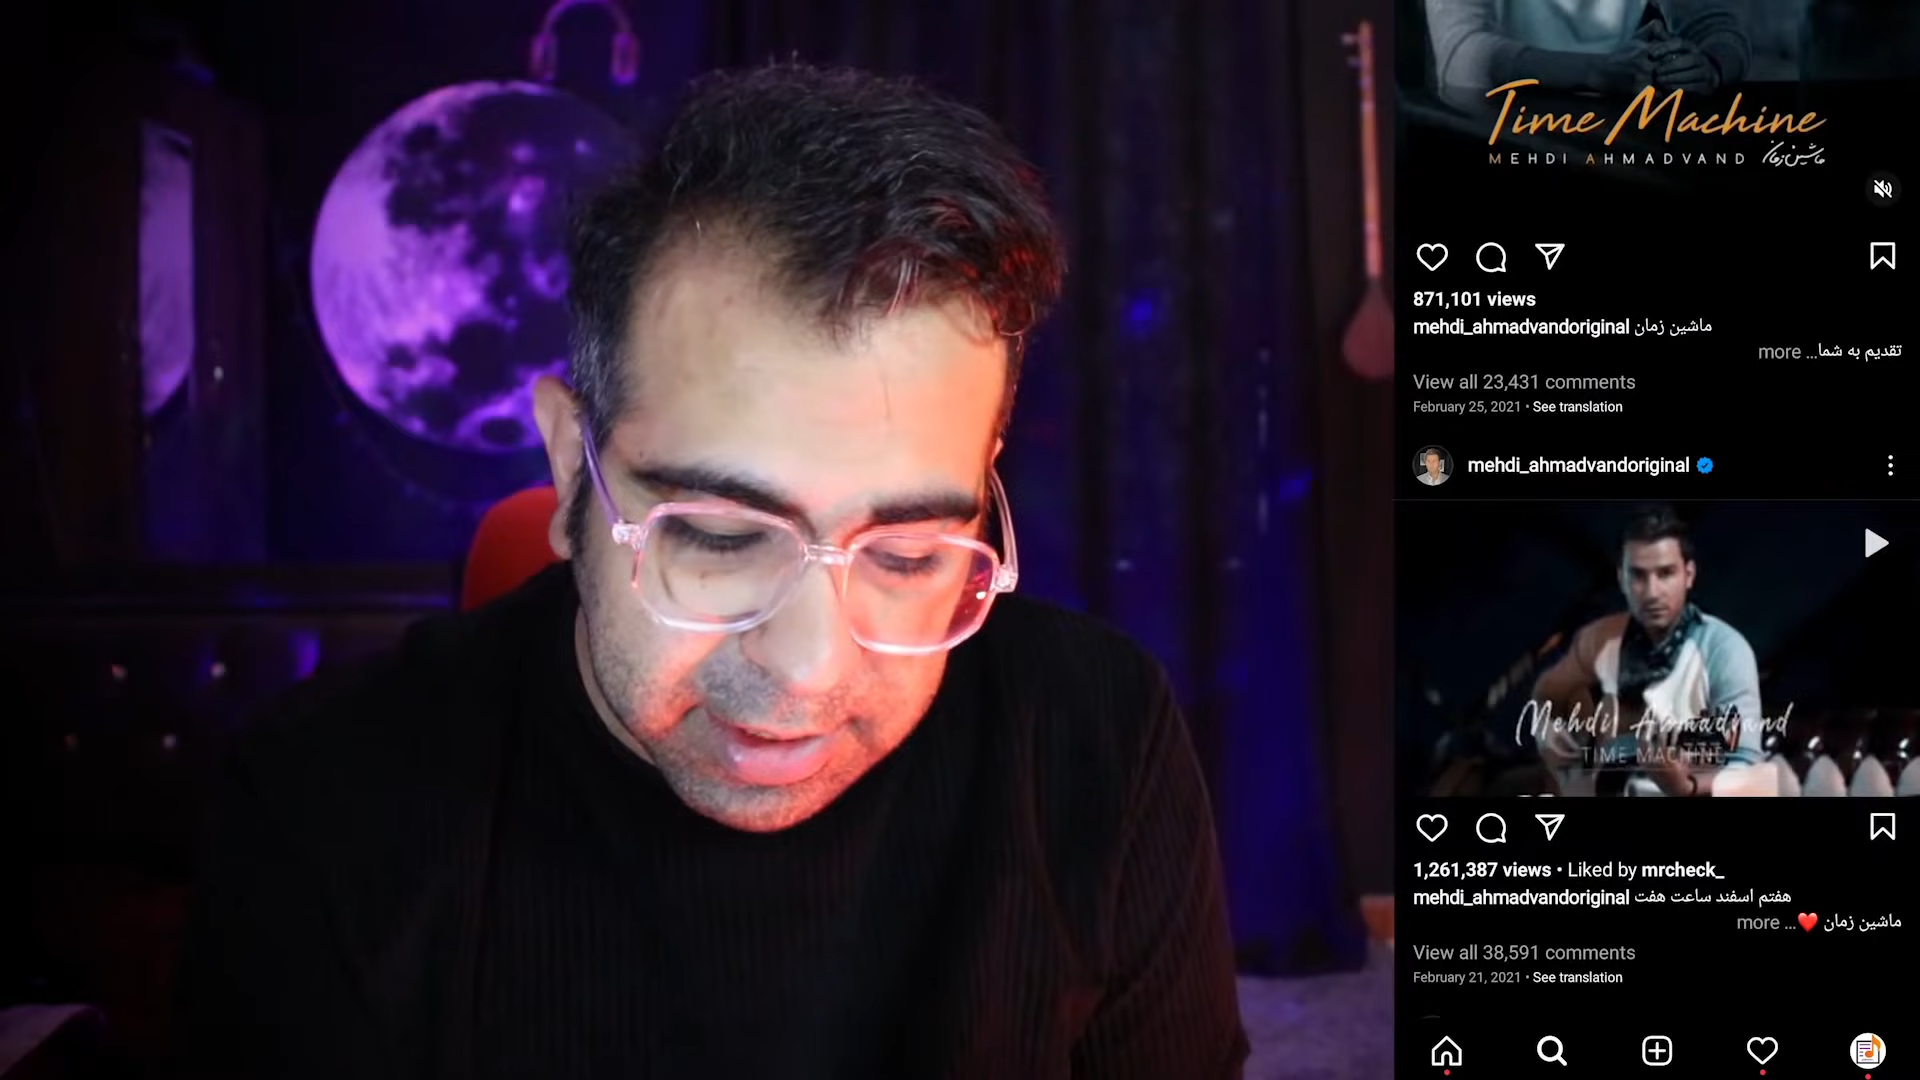 Time Machine
MEHDI AHMADVAND ماشین زمان
871,101 views
mehdi_ahmadvandoriginal ماشین زمان
تقدیم به شما... more
View all 23,431 comments
February 25, 2021 • See translation
mehdi_ahmadvandoriginal
Mehdi Ahmadvand
TIME MACHINE
1,261,387 views • Liked by mrcheck_
mehdi_ahmadvandoriginal هفتم اسفند ساعت هفت
ماشین زمان ❤️... more
View all 38,591 comments
February 21, 2021 • See translation